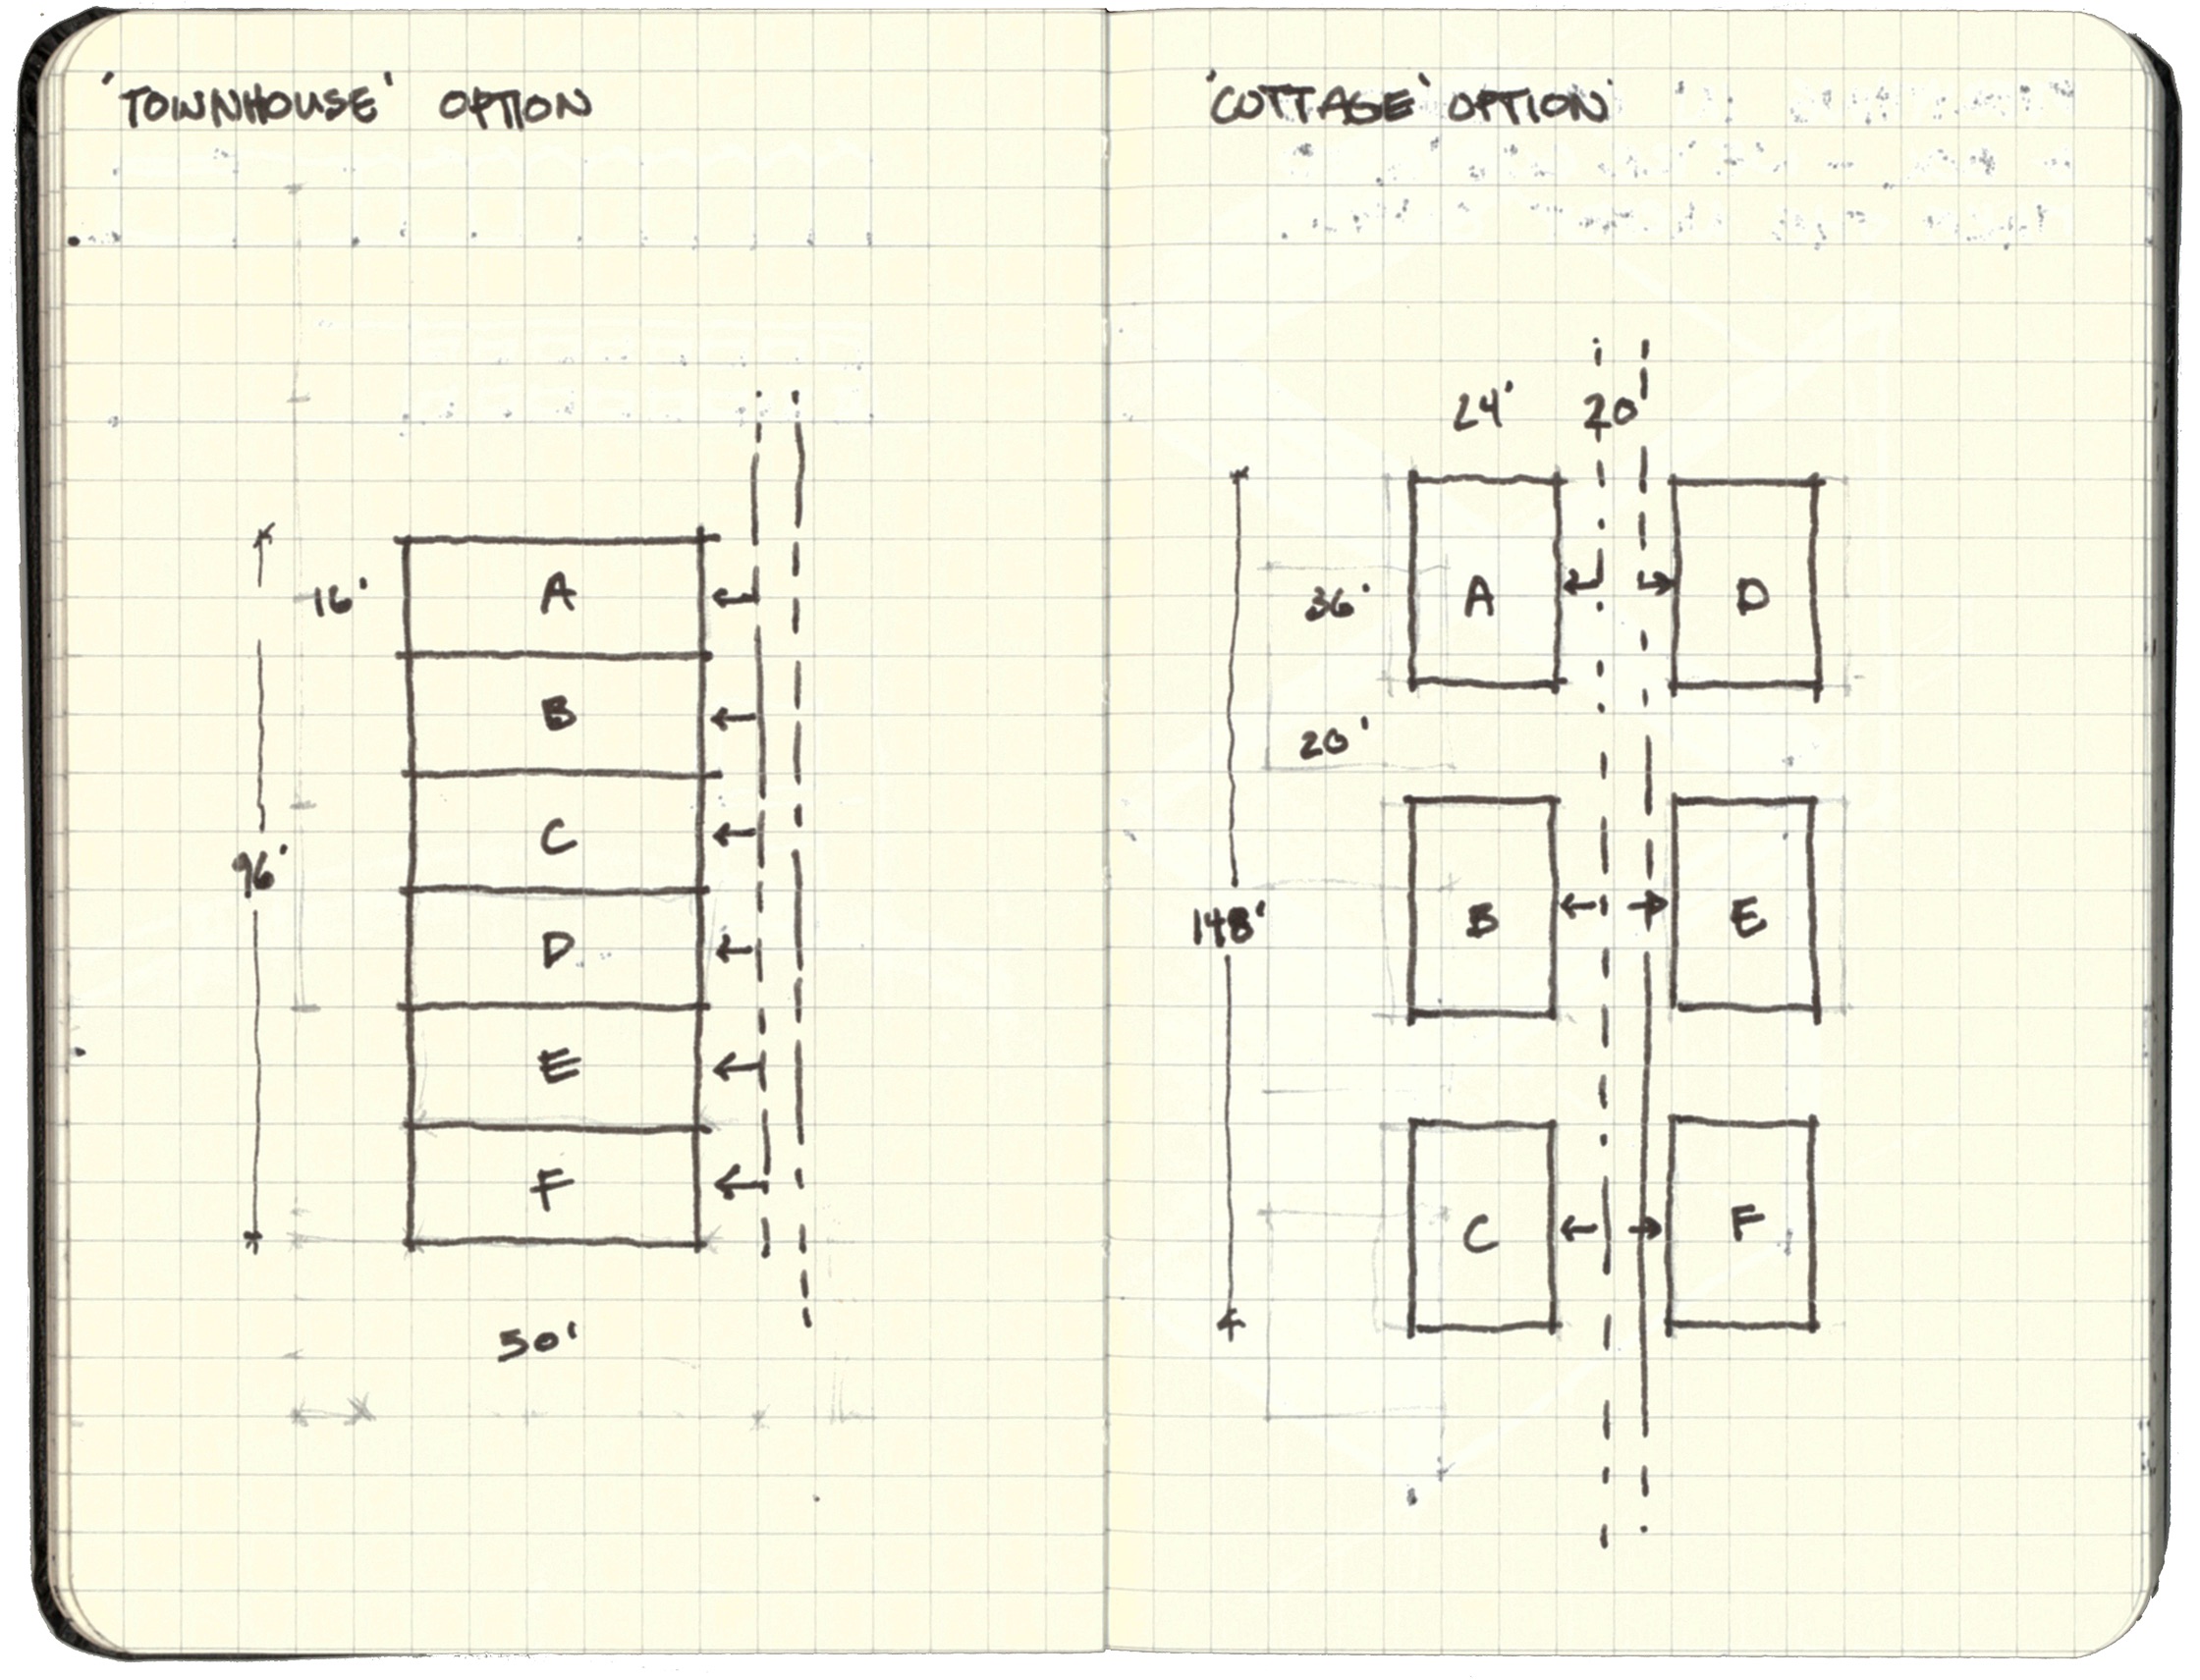 'TOWNHOUSE' OPTION
16'
A
B
C
96'
D
E
F
50'
'COTTAGE' OPTION
24' 20'
36'
A
D
20'
148'
B
E
C
F